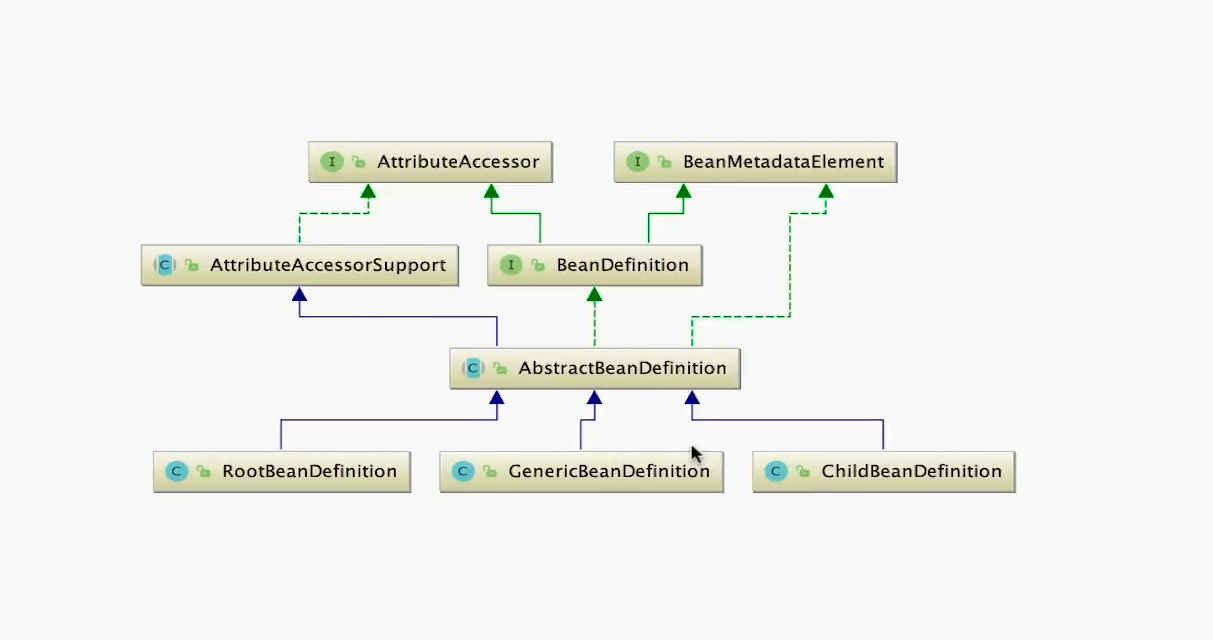 I AttributeAccessor
I BeanMetadataElement
C AttributeAccessorSupport
I BeanDefinition
C AbstractBeanDefinition
C RootBeanDefinition
C GenericBeanDefinition
C ChildBeanDefinition